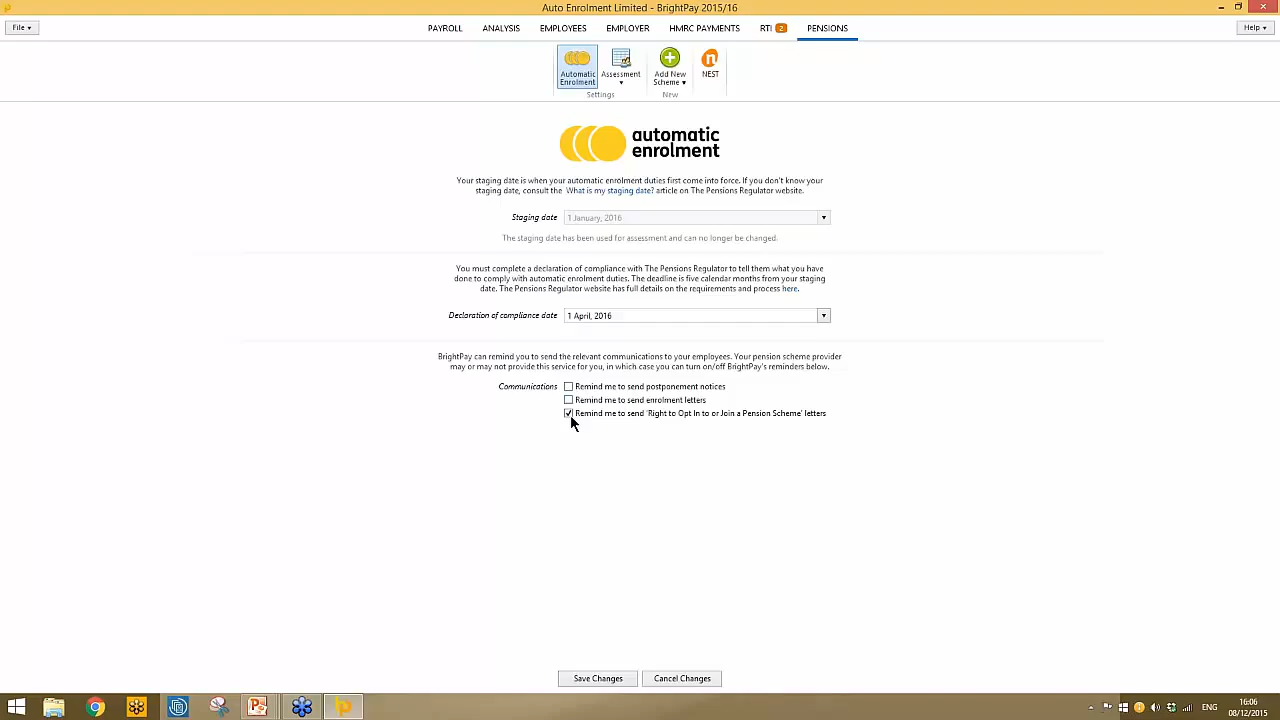 Auto Enrolment Limited - BrightPay 2015/16
File
PAYROLL
ANALYSIS
EMPLOYEES
EMPLOYER
HMRC PAYMENTS
RTI 2
PENSIONS
Help
Automatic
Enrolment
Assessment
Add New
Scheme
NEST
Settings
New
automatic
enrolment
Your staging date is when your automatic enrolment duties first come into force. If you don't know your
staging date, consult the What is my staging date? article on The Pensions Regulator website.
Staging date
1 January, 2016
The staging date has been used for assessment and can no longer be changed.
You must complete a declaration of compliance with The Pensions Regulator to tell them what you have
done to comply with automatic enrolment duties. The deadline is five calendar months from your staging
date. The Pensions Regulator website has full details on the requirements and process here.
Declaration of compliance date
1 April, 2016
BrightPay can remind you to send the relevant communications to your employees. Your pension scheme provider
may or may not provide this service for you, in which case you can turn on/off BrightPay's reminders below.
Communications
Remind me to send postponement notices
Remind me to send enrolment letters
Remind me to send 'Right to Opt In to or Join a Pension Scheme' letters
Save Changes
Cancel Changes
ENG
16:06
08/12/2015